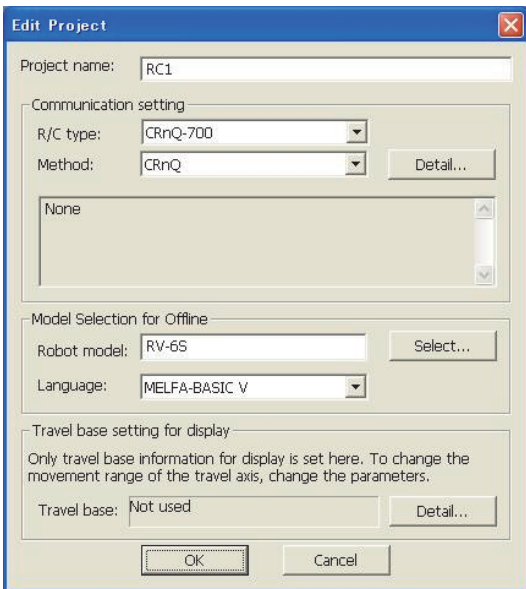 Edit Project
Project name: RC1
Communication setting
R/C type: CRnQ-700
Method: CRnQ Detail...
None
Model Selection for Offline
Robot model: RV-6S Select...
Language: MELFA-BASIC V
Travel base setting for display
Only travel base information for display is set here. To change the
movement range of the travel axis, change the parameters.
Travel base: Not used Detail...
OK Cancel